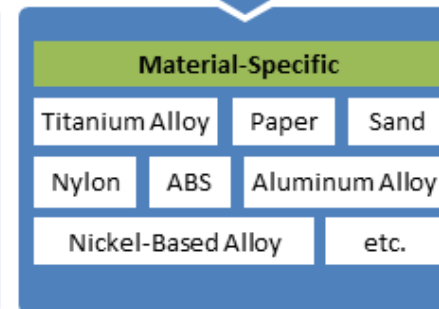 Material-Specific
Titanium Alloy Paper Sand
Nylon ABS Aluminum Alloy
Nickel-Based Alloy etc.